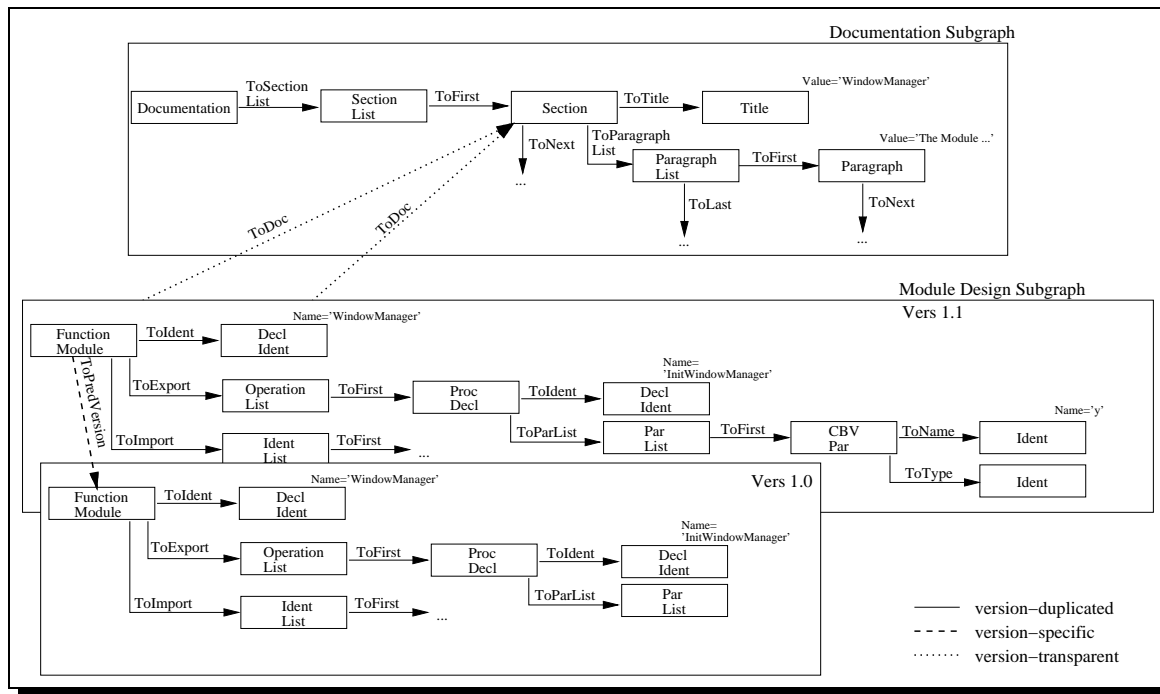 Documentation Subgraph
Value='WindowManager'
Documentation
ToSection
List
Section
List
ToFirst
Section
ToTitle
Title
ToNext
...
ToParagraph
List
Value='The Module ...'
Paragraph
List
ToFirst
Paragraph
ToLast
...
ToNext
...
ToDoc
ToDoc
Module Design Subgraph
Vers 1.1
Name='WindowManager'
Function
Module
ToIdent
Decl
Ident
ToPredVersion
Name=
'InitWindowManager'
ToExport
Operation
List
ToFirst
Proc
Decl
ToIdent
Decl
Ident
Name='y'
ToParList
Par
List
ToFirst
CBV
Par
ToName
Ident
ToImport
Ident
List
ToFirst
...
ToType
Ident
Vers 1.0
Name='WindowManager'
Function
Module
ToIdent
Decl
Ident
Name=
'InitWindowManager'
ToExport
Operation
List
ToFirst
Proc
Decl
ToIdent
Decl
Ident
ToParList
Par
List
ToImport
Ident
List
ToFirst
...
version−duplicated
version−specific
version−transparent